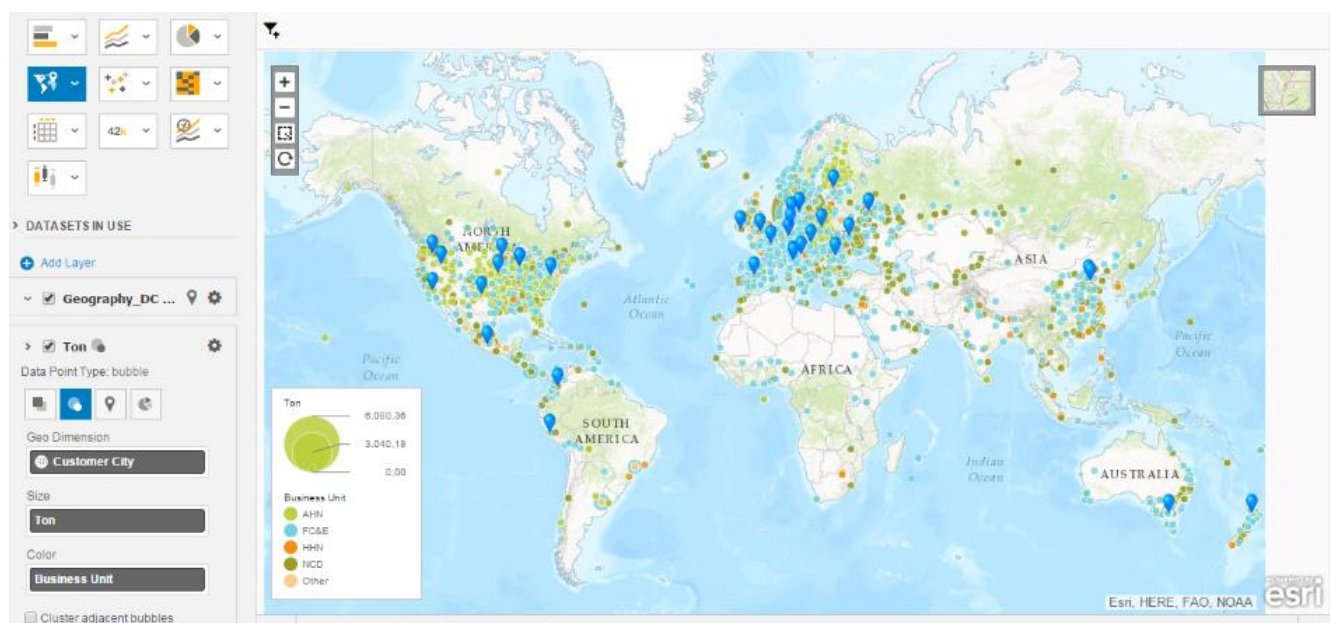 42k
DATASETS IN USE
Add Layer
Geography_DC ...
Ton
Data Point Type: bubble
Geo Dimension
Customer City
Size
Ton
Color
Business Unit
Cluster adjacent bubbles
NORTH
AMERICA
Atlantic
Ocean
ASIA
Pacific
Ocean
Pacific
Ocean
AFRICA
SOUTH
AMERICA
Indian
Ocean
AUSTRALIA
Ton
6.080,36
3.040,18
0,00
Business Unit
AHN
FC&E
HHN
NCD
Other
Esri, HERE, FAO, NOAA
esri